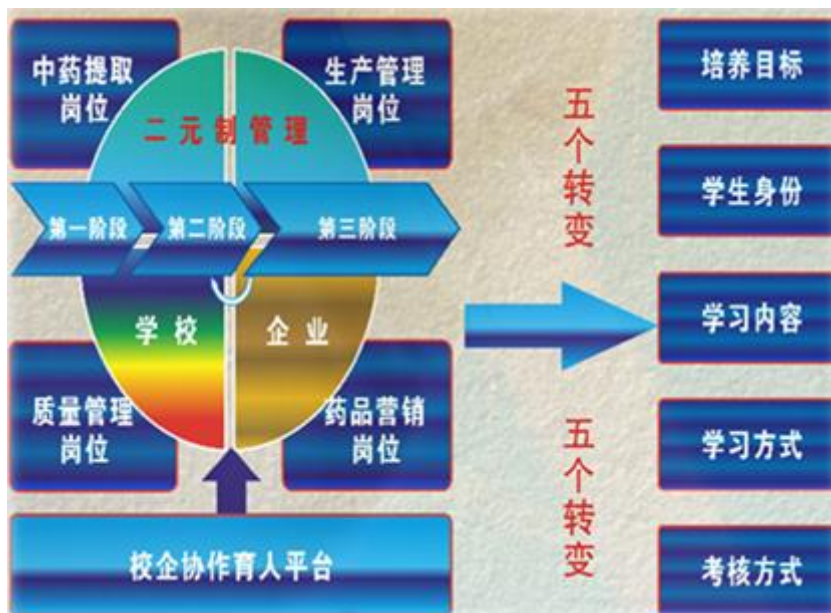 中药提取
岗位
生产管理
岗位
二元制管理
第一阶段
第二阶段
第三阶段
学校
企业
质量管理
岗位
药品营销
岗位
校企协作育人平台
五个转变
五个转变
培养目标
学生身份
学习内容
学习方式
考核方式